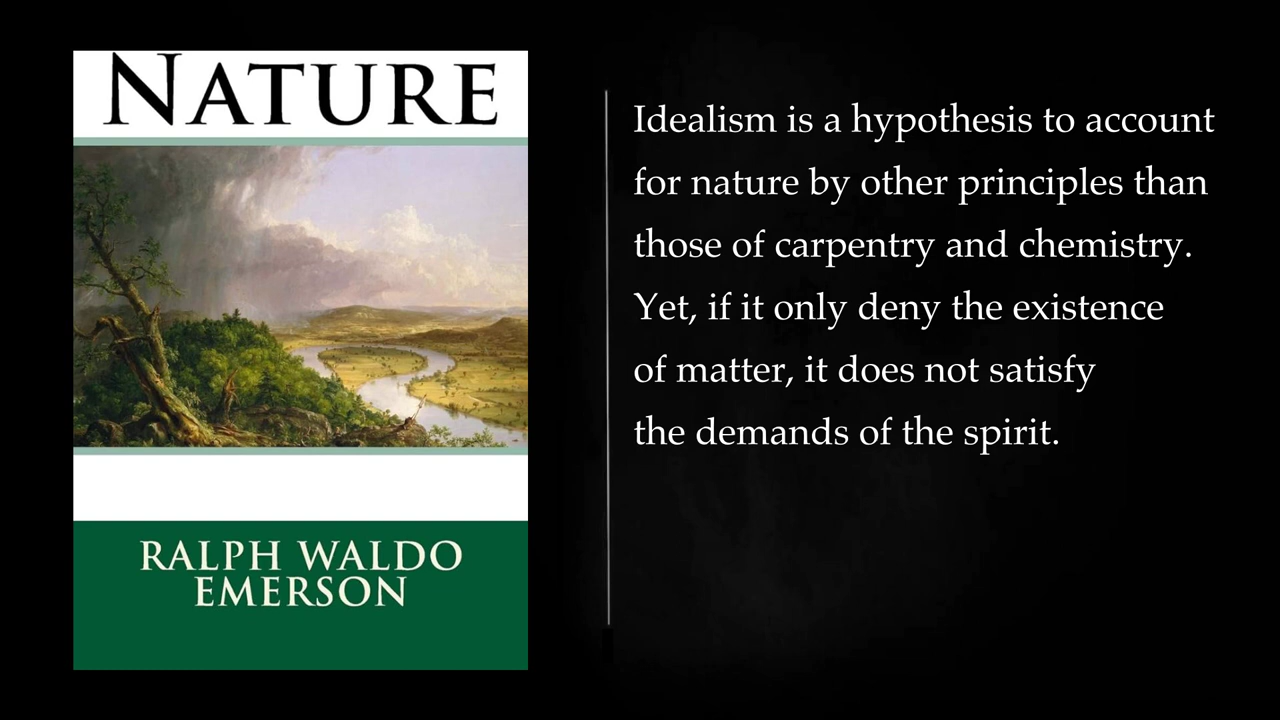 NATURE
RALPH WALDO
EMERSON
Idealism is a hypothesis to account
for nature by other principles than
those of carpentry and chemistry.
Yet, if it only deny the existence
of matter, it does not satisfy
the demands of the spirit.